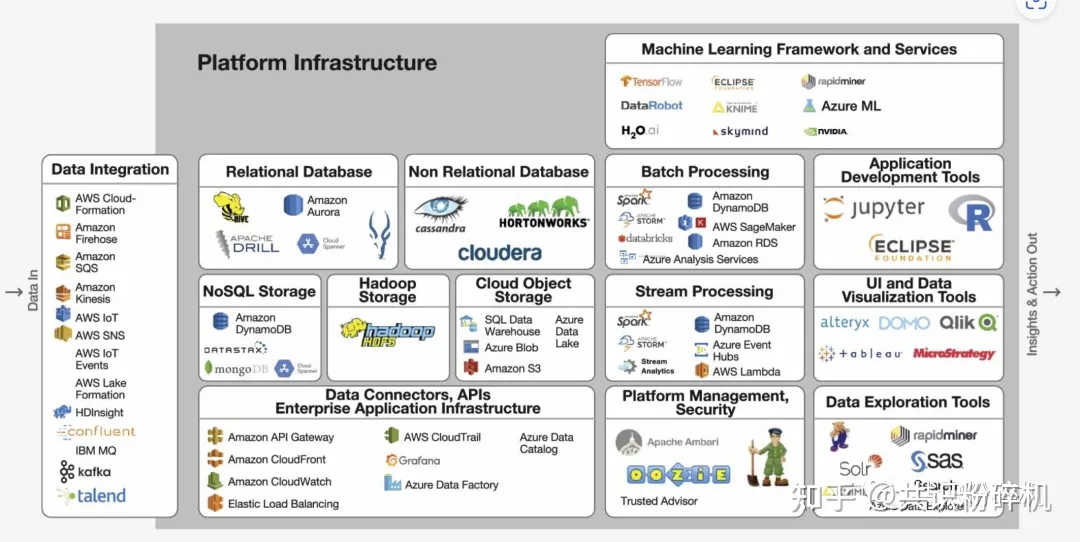 Platform Infrastructure
Machine Learning Framework and Services
TensorFlow
ECLIPSE
FOUNDATION
rapidminer
DataRobot
KNIME
Azure ML
H2O.ai
skymind
NVIDIA.
Data In
Data Integration
AWS Cloud-
Formation
Amazon
Firehose
Amazon
SQS
Amazon
Kinesis
AWS IoT
AWS SNS
AWS IoT
Events
AWS Lake
Formation
HDInsight
confluent
IBM MQ
kafka
talend
Relational Database
HIVE
Amazon
Aurora
APACHE
DRILL
Cloud
Spanner
Non Relational Database
cassandra
HORTONWORKS
cloudera
Batch Processing
Spark
Amazon
DynamoDB
APACHE
STORM
AWS SageMaker
databricks
Amazon RDS
Azure Analysis Services
Application
Development Tools
jupyter
R
ECLIPSE
FOUNDATION
NoSQL Storage
Amazon
DynamoDB
DATASTAX
mongoDB
Cloud
Spanner
Hadoop
Storage
hadoop
HDFS
Cloud Object
Storage
SQL Data
Warehouse
Azure
Data
Lake
Azure Blob
Amazon S3
Stream Processing
Spark
Amazon
DynamoDB
APACHE
STORM
Azure Event
Hubs
Stream
Analytics
AWS Lambda
UI and Data
Visualization Tools
alteryx
DOMO
Qlik
+ableau
MicroStrategy
Data Connectors, APIs
Enterprise Application Infrastructure
Amazon API Gateway
AWS CloudTrail
Azure Data
Catalog
Amazon CloudFront
Grafana
Amazon CloudWatch
Azure Data Factory
Elastic Load Balancing
Platform Management,
Security
Apache Ambari
OOZIE
Trusted Advisor
Data Exploration Tools
rapidminer
Solr
sas
Insights & Action Out
知乎 @共识粉碎机